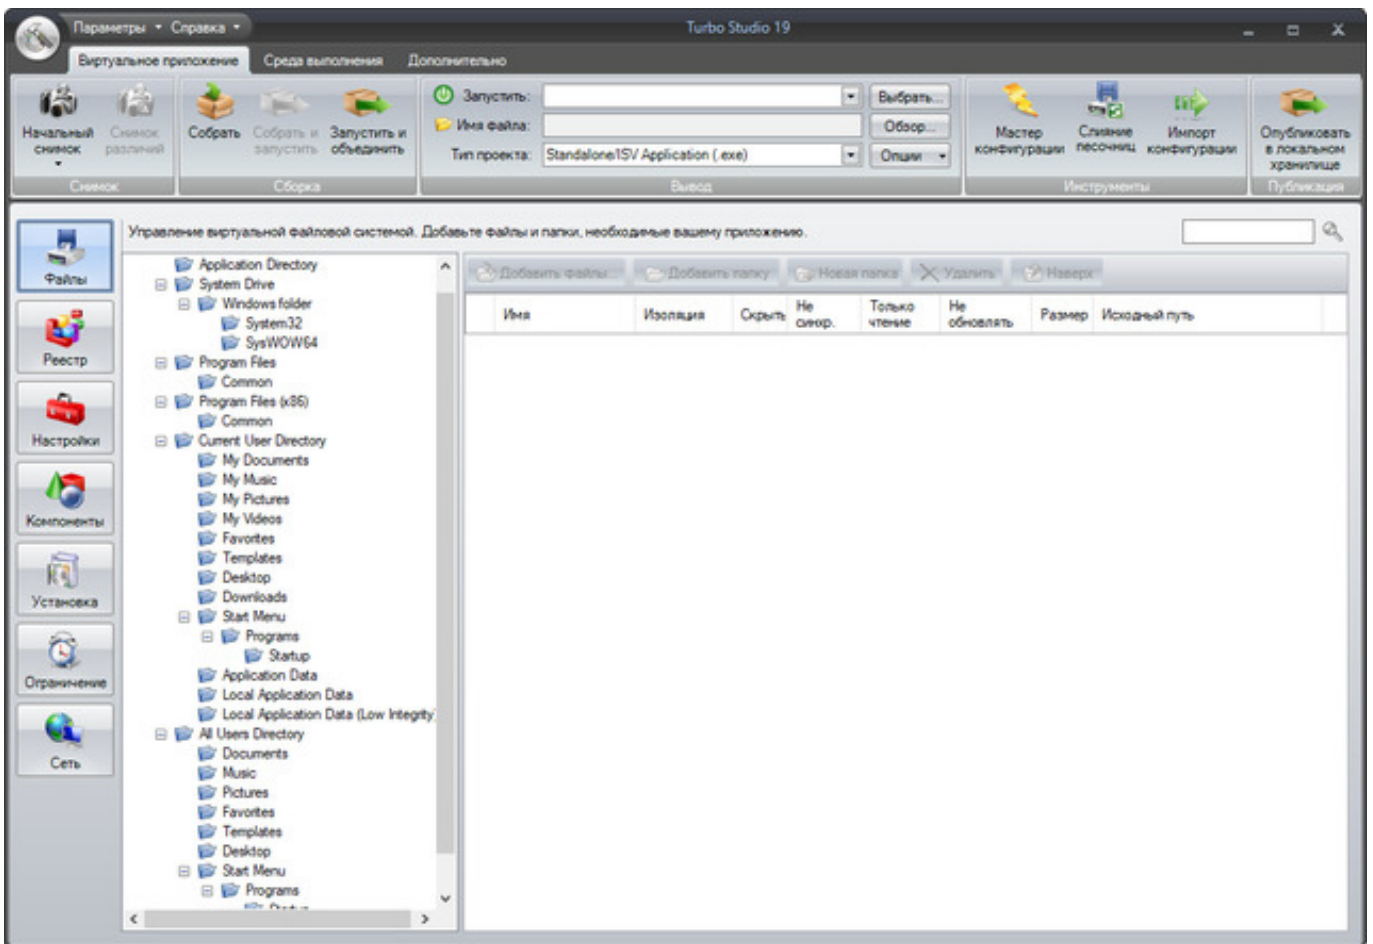 Параметры Справка Turbo Studio 19
Виртуальное приложение Среда выполнения Дополнительно
Начальный снимок
Снимок различий
Собрать
Собрать и запустить
Запустить и объединить
Запустить: Выбрать...
Имя файла: Обзор...
Тип проекта: Standalone/ISV Application (.exe) Опции
Мастер конфигурации
Слияние песочниц
Импорт конфигурации
Опубликовать в локальном хранилище
Снимок Сборка Вывод Инструменты Публикация
Управление виртуальной файловой системой. Добавьте файлы и папки, необходимые вашему приложению.
Файлы
Реестр
Настройки
Компоненты
Установка
Ограничение
Сеть
Application Directory
System Drive
Windows folder
System32
SysWOW64
Program Files
Common
Program Files (x86)
Common
Current User Directory
My Documents
My Music
My Pictures
My Videos
Favorites
Templates
Desktop
Downloads
Start Menu
Programs
Startup
Application Data
Local Application Data
Local Application Data (Low Integrity)
All Users Directory
Documents
Music
Pictures
Favorites
Templates
Desktop
Start Menu
Programs
Добавить файлы... Добавить папку Новая папка Удалить Наверх
Имя Изоляция Скрыть Не синхр. Только чтение Не обновлять Размер Исходный путь